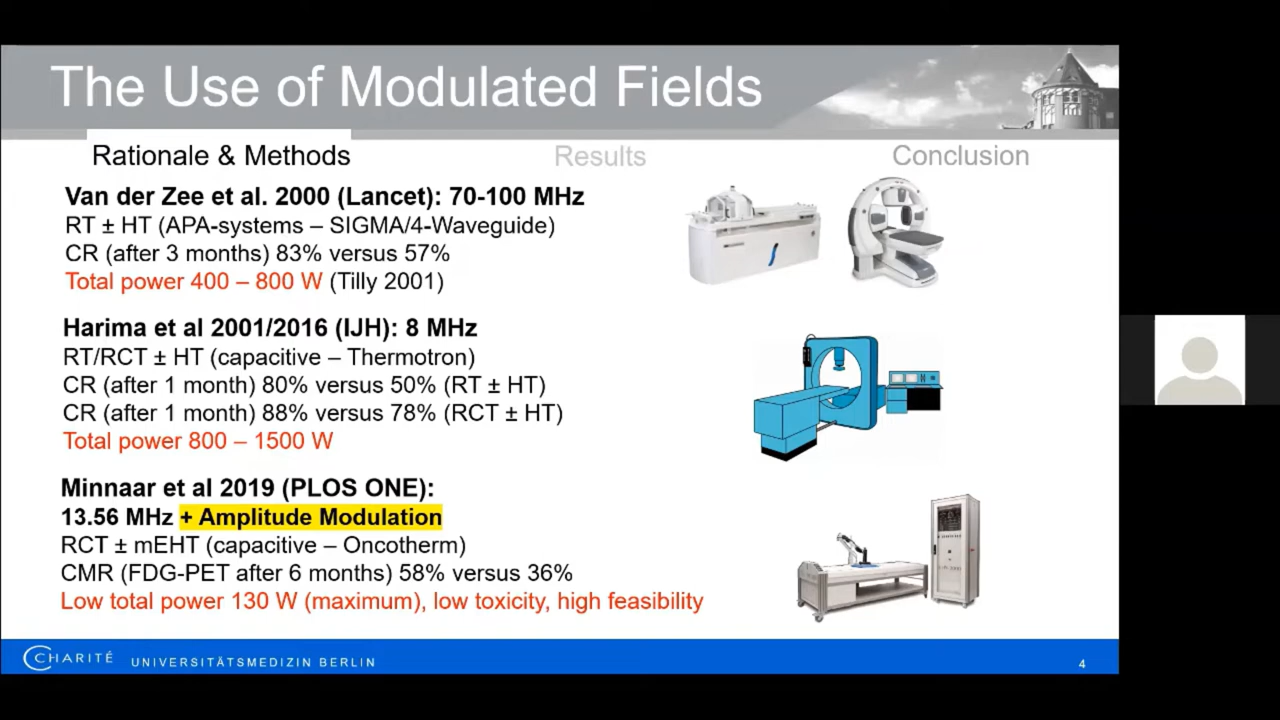 The Use of Modulated Fields
Rationale & Methods
Results
Conclusion
Van der Zee et al. 2000 (Lancet): 70-100 MHz
RT ± HT (APA-systems – SIGMA/4-Waveguide)
CR (after 3 months) 83% versus 57%
Total power 400 – 800 W (Tilly 2001)
Harima et al 2001/2016 (IJH): 8 MHz
RT/RCT ± HT (capacitive – Thermotron)
CR (after 1 month) 80% versus 50% (RT ± HT)
CR (after 1 month) 88% versus 78% (RCT ± HT)
Total power 800 – 1500 W
Minnaar et al 2019 (PLOS ONE):
13.56 MHz + Amplitude Modulation
RCT ± mEHT (capacitive – Oncotherm)
CMR (FDG-PET after 6 months) 58% versus 36%
Low total power 130 W (maximum), low toxicity, high feasibility
CHARITÉ UNIVERSITÄTSMEDIZIN BERLIN
4